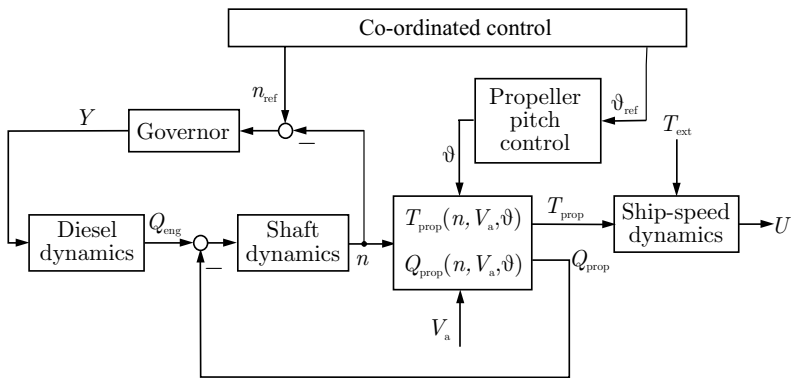 Co-ordinated control
n_ref
ϑ_ref
Propeller
pitch
control
Y
Governor
−
ϑ
T_ext
Diesel
dynamics
Q_eng
−
Shaft
dynamics
n
T_prop(n, V_a,ϑ)
Q_prop(n, V_a,ϑ)
T_prop
Q_prop
Ship-speed
dynamics
U
V_a